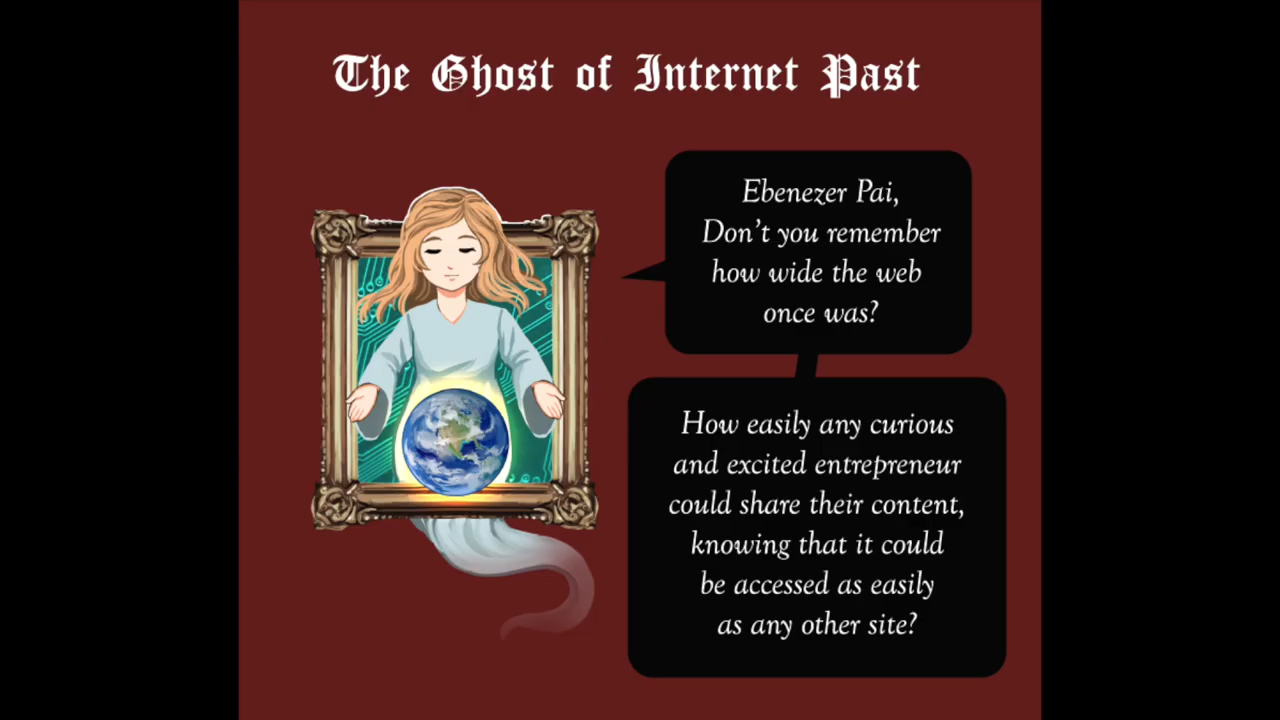 The Ghost of Internet Past
Ebenezer Pai,
Don't you remember
how wide the web
once was?
How easily any curious
and excited entrepreneur
could share their content,
knowing that it could
be accessed as easily
as any other site?